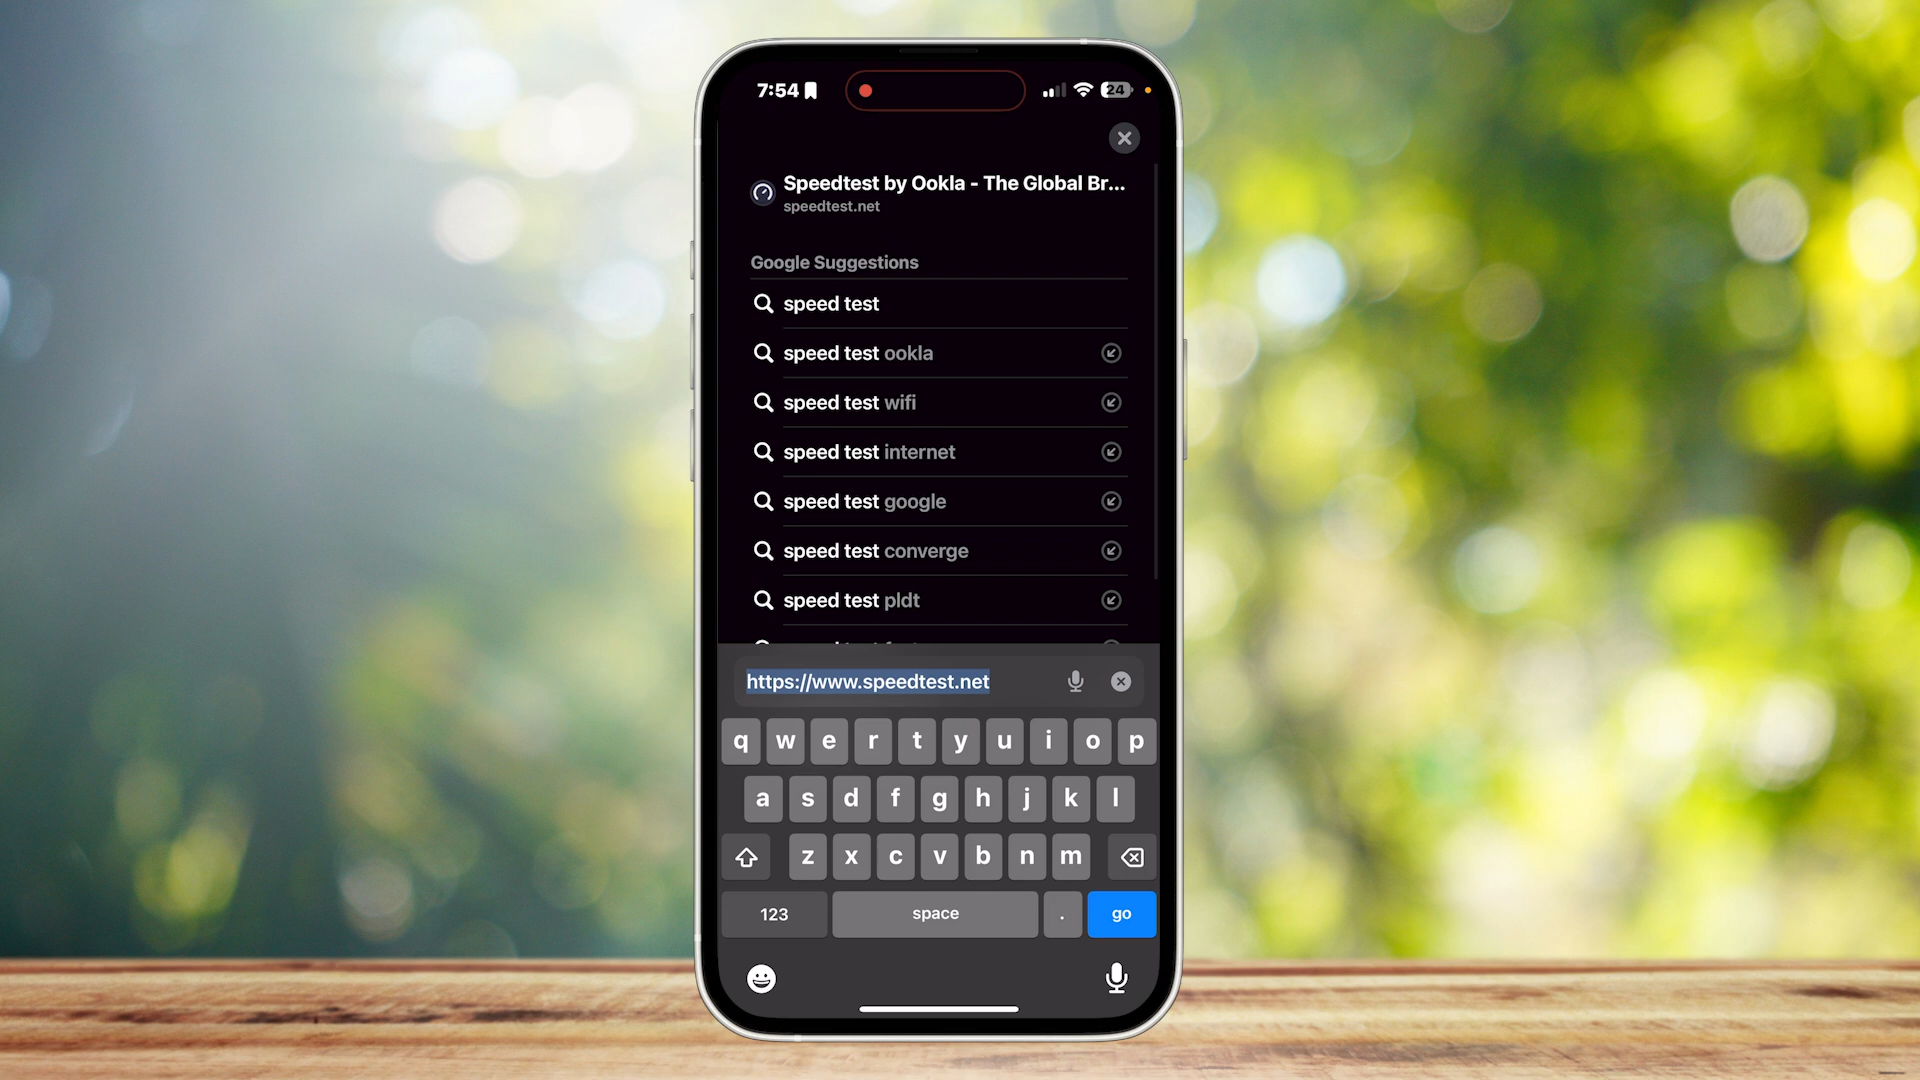 7:54
24
Speedtest by Ookla - The Global Br...
speedtest.net
Google Suggestions
speed test
speed test ookla
speed test wifi
speed test internet
speed test google
speed test converge
speed test pldt
https://www.speedtest.net
q w e r t y u i o p
a s d f g h j k l
z x c v b n m
123 space . go